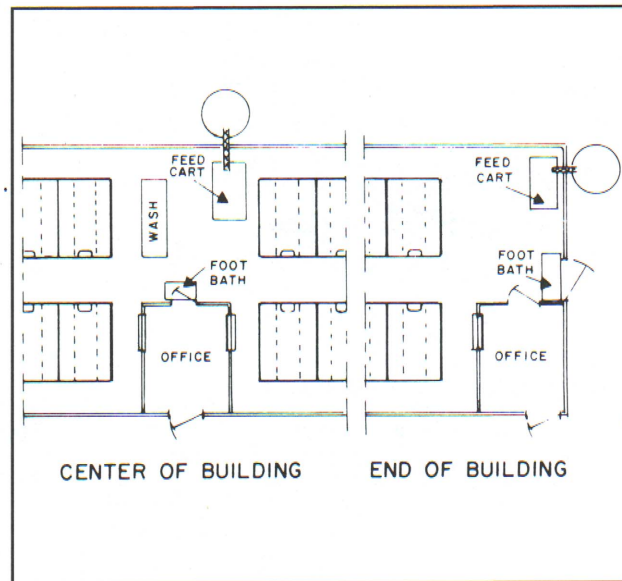 FEED
CART
WASH
FOOT
BATH
OFFICE
CENTER OF BUILDING
FEED
CART
FOOT
BATH
OFFICE
END OF BUILDING